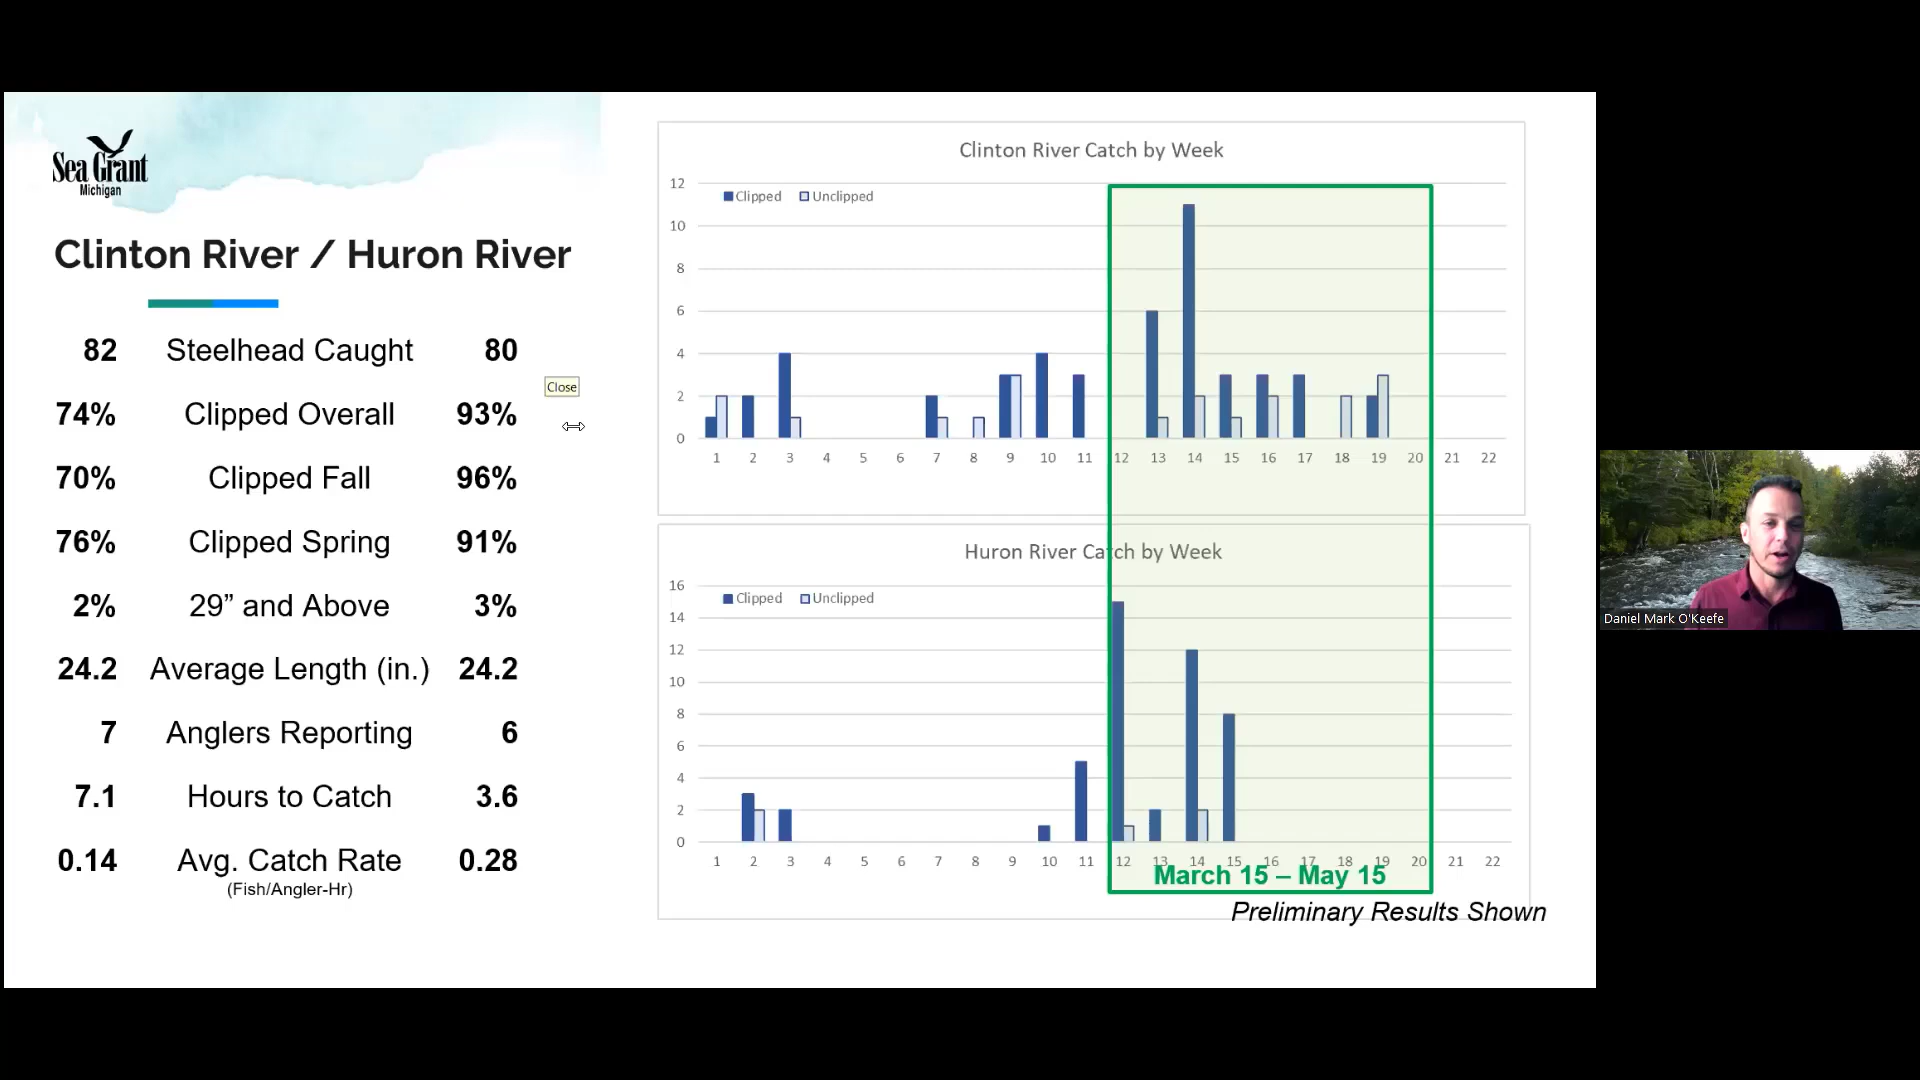 Sea Grant
Michigan
Clinton River / Huron River
82 Steelhead Caught 80
Close
74% Clipped Overall 93%
70% Clipped Fall 96%
76% Clipped Spring 91%
2% 29” and Above 3%
24.2 Average Length (in.) 24.2
7 Anglers Reporting 6
7.1 Hours to Catch 3.6
0.14 Avg. Catch Rate 0.28
(Fish/Angler-Hr)
Clinton River Catch by Week
Clipped Unclipped
12
10
8
6
4
2
0
1 2 3 4 5 6 7 8 9 10 11 12 13 14 15 16 17 18 19 20 21 22
Huron River Catch by Week
Clipped Unclipped
16
14
12
10
8
6
4
2
0
1 2 3 4 5 6 7 8 9 10 11 12 13 14 15 16 17 18 19 20 21 22
March 15 – May 15
Preliminary Results Shown
Daniel Mark O'Keefe